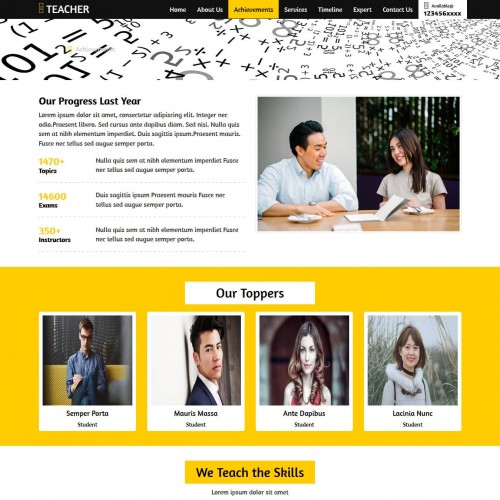 TEACHER
Home About Us Achievements Services Timeline Expert Contact Us
Available@
123456xxxx
Achievements
Our Progress Last Year
Lorem ipsum dolor sit amet, consectetur adipiscing elit. Integer nec
odio.Praesent libero. Sed cursus ante dapibus diam. Sed nisi. Nulla
quis sem at nibh elementum imperdiet. Duis sagittis ipsum.Praesent mauris.
Fusce nec tellus sed augue semper porta.
1470+
Topics
Nulla quis sem at nibh elementum imperdiet Fusce
nec tellus sed augue semper porta.
14600
Exams
Duis sagittis ipsum Praesent mauris Fusce nec
tellus sed augue semper porta.
350+
Instructors
Nulla quis sem at nibh elementum imperdiet Fusce
nec tellus sed augue semper porta.
Our Toppers
Semper Porta
Student
Mauris Massa
Student
Ante Dapibus
Student
Lacinia Nunc
Student
We Teach the Skills
Lorem ipsum dolor sit amet